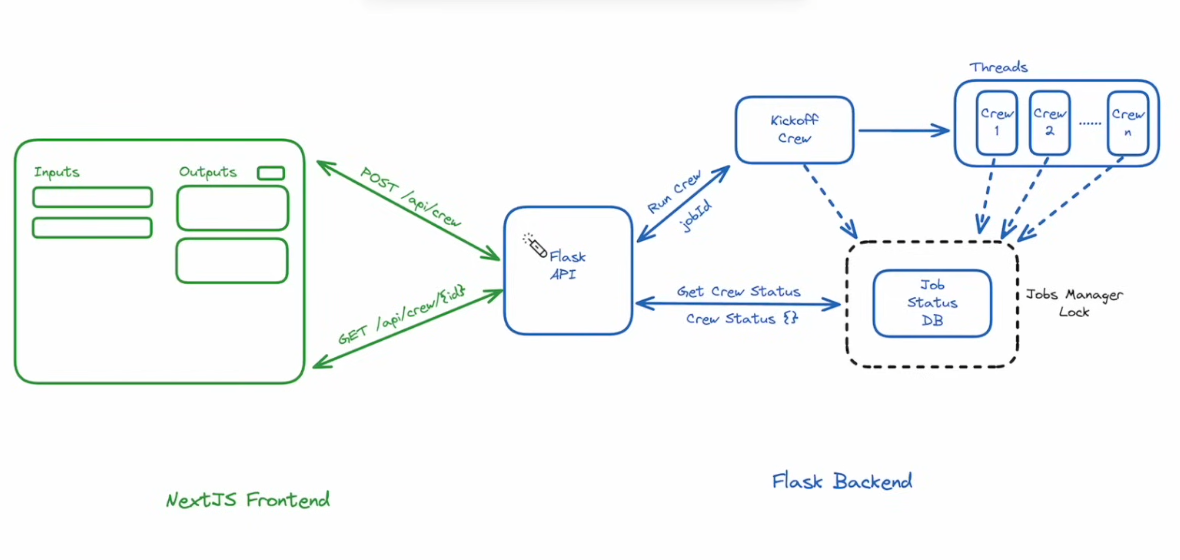 Threads
Kickoff
Crew
Crew
1
Crew
2
......
Crew
n
Inputs
Outputs
POST /api/crew
Run Crew
jobId
Flask
API
GET /api/crew/{id}
Get Crew Status
Crew Status {}
Job
Status
DB
Jobs Manager
Lock
NextJS Frontend
Flask Backend